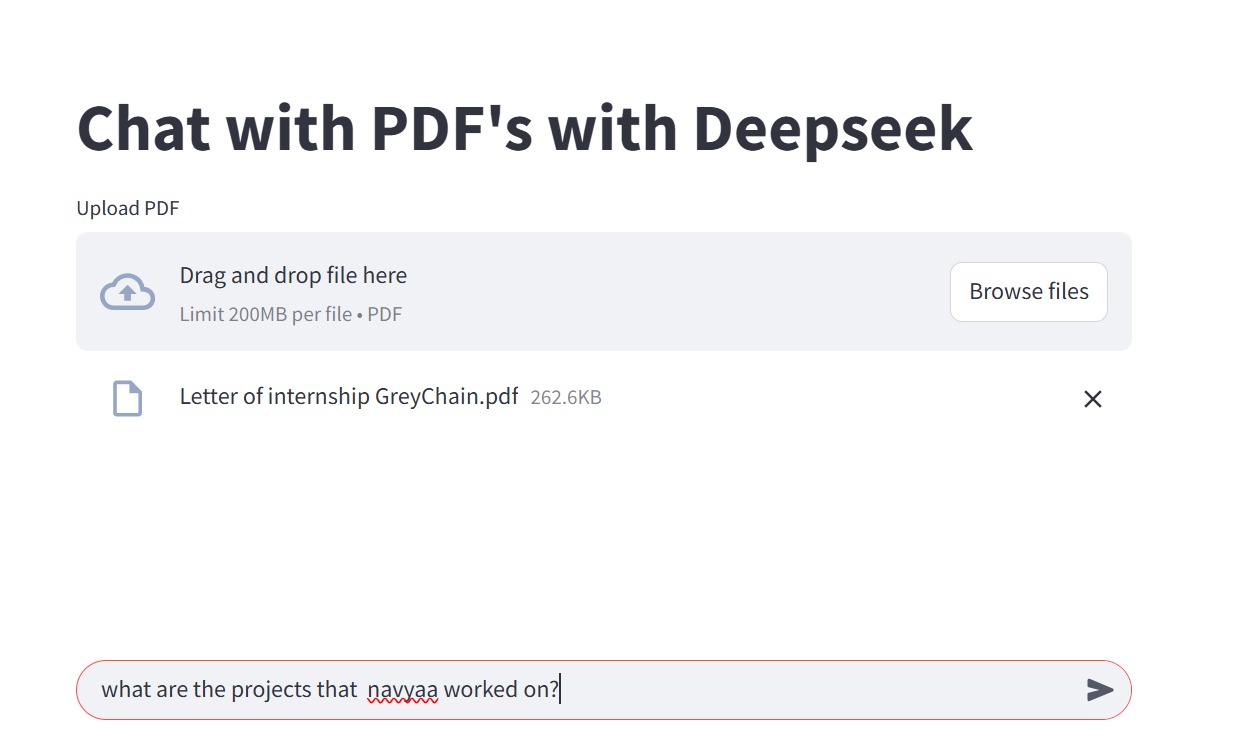 Chat with PDF's with Deepseek
Upload PDF
Drag and drop file here
Limit 200MB per file • PDF
Browse files
Letter of internship GreyChain.pdf 262.6KB
what are the projects that  navyaa worked on?